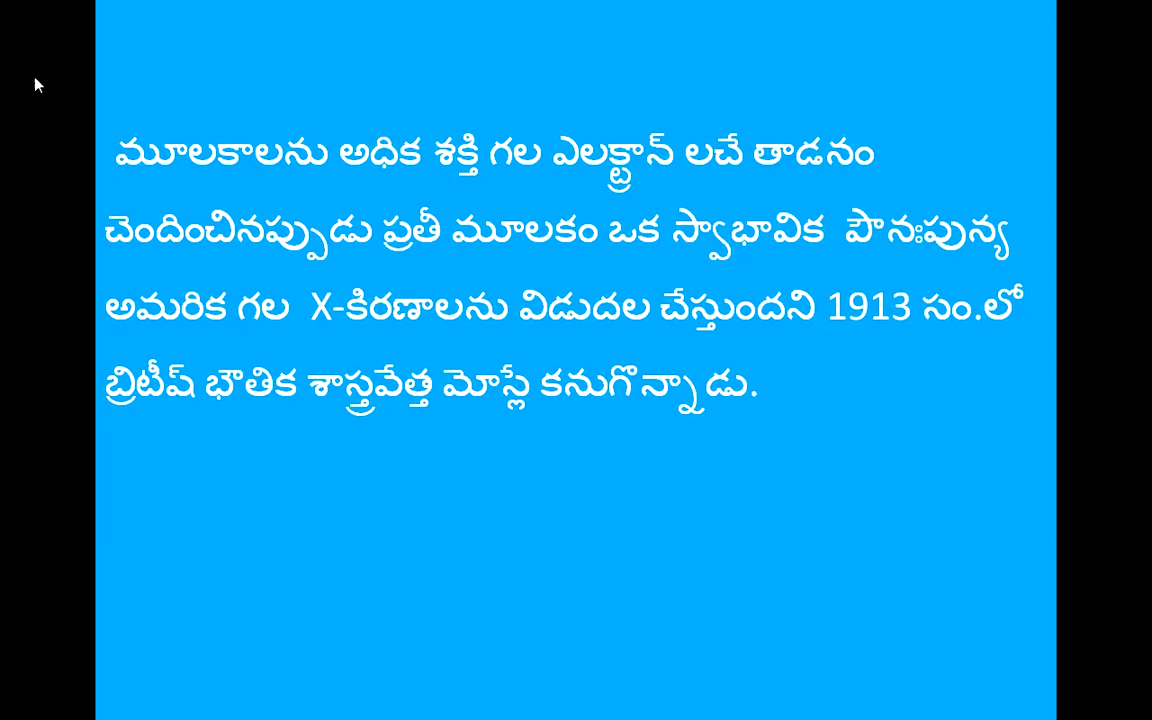 మూలకాలను అధిక శక్తి గల ఎలక్ట్రాన్ లచే తాడనం
చెందించినప్పుడు ప్రతీ మూలకం ఒక స్వాభావిక పౌనఃపున్య
అమరిక గల X-కిరణాలను విడుదల చేస్తుందని 1913 సం.లో
బ్రిటీష్ భౌతిక శాస్త్రవేత్త మోస్లే కనుగొన్నాడు.